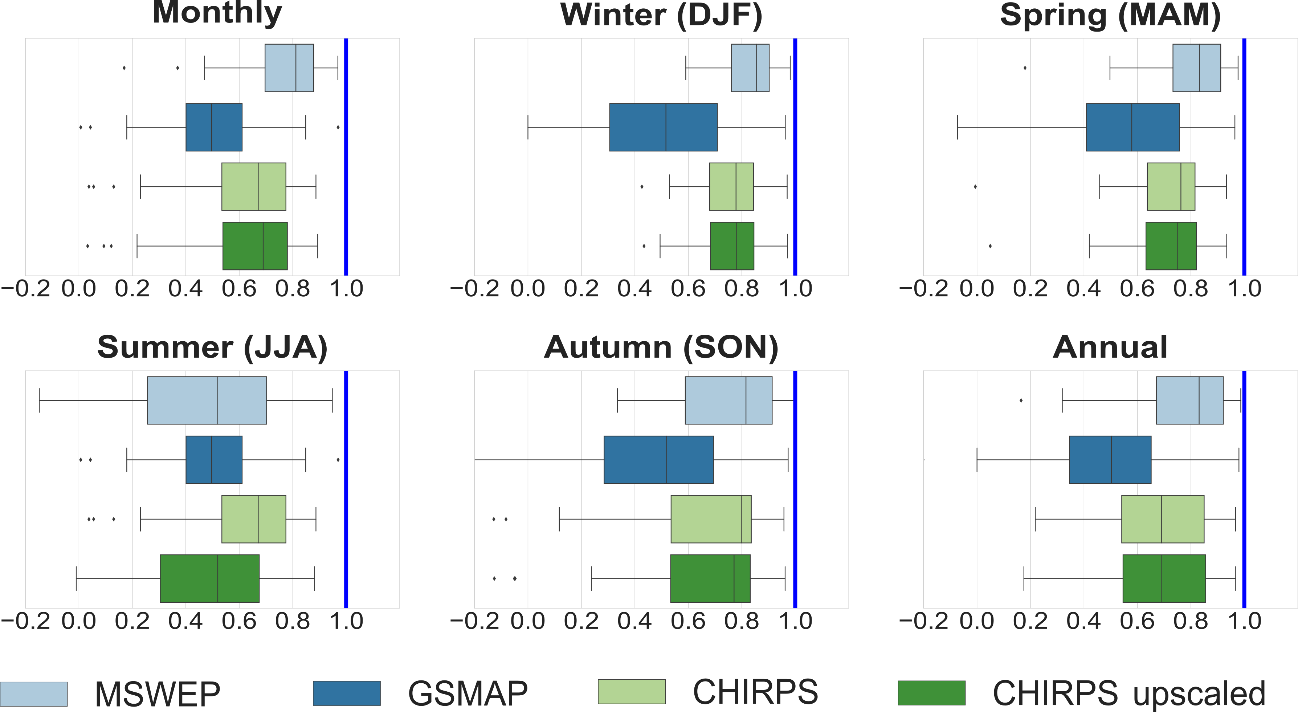 Monthly Winter (DJF) Spring (MAM)
−0.2 0.0 0.2 0.4 0.6 0.8 1.0 −0.2 0.0 0.2 0.4 0.6 0.8 1.0 −0.2 0.0 0.2 0.4 0.6 0.8 1.0
Summer (JJA) Autumn (SON) Annual
−0.2 0.0 0.2 0.4 0.6 0.8 1.0 −0.2 0.0 0.2 0.4 0.6 0.8 1.0 −0.2 0.0 0.2 0.4 0.6 0.8 1.0
MSWEP GSMAP CHIRPS CHIRPS upscaled